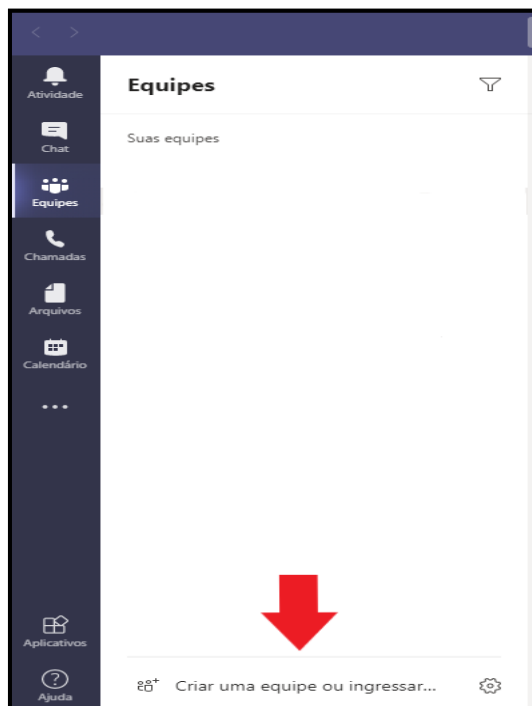 Atividade
Chat
Equipes
Chamadas
Arquivos
Calendário
Aplicativos
Ajuda
Equipes
Suas equipes
Criar uma equipe ou ingressar...